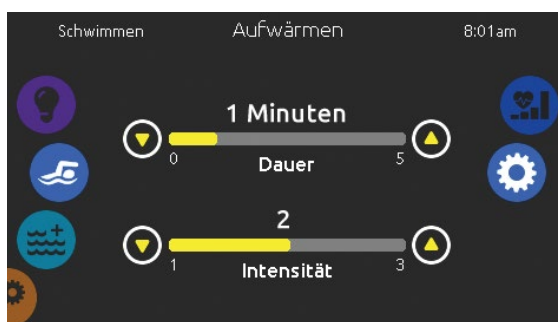 Schwimmen Aufwärmen 8:01am
1 Minuten
0 Dauer 5
2
1 Intensität 3